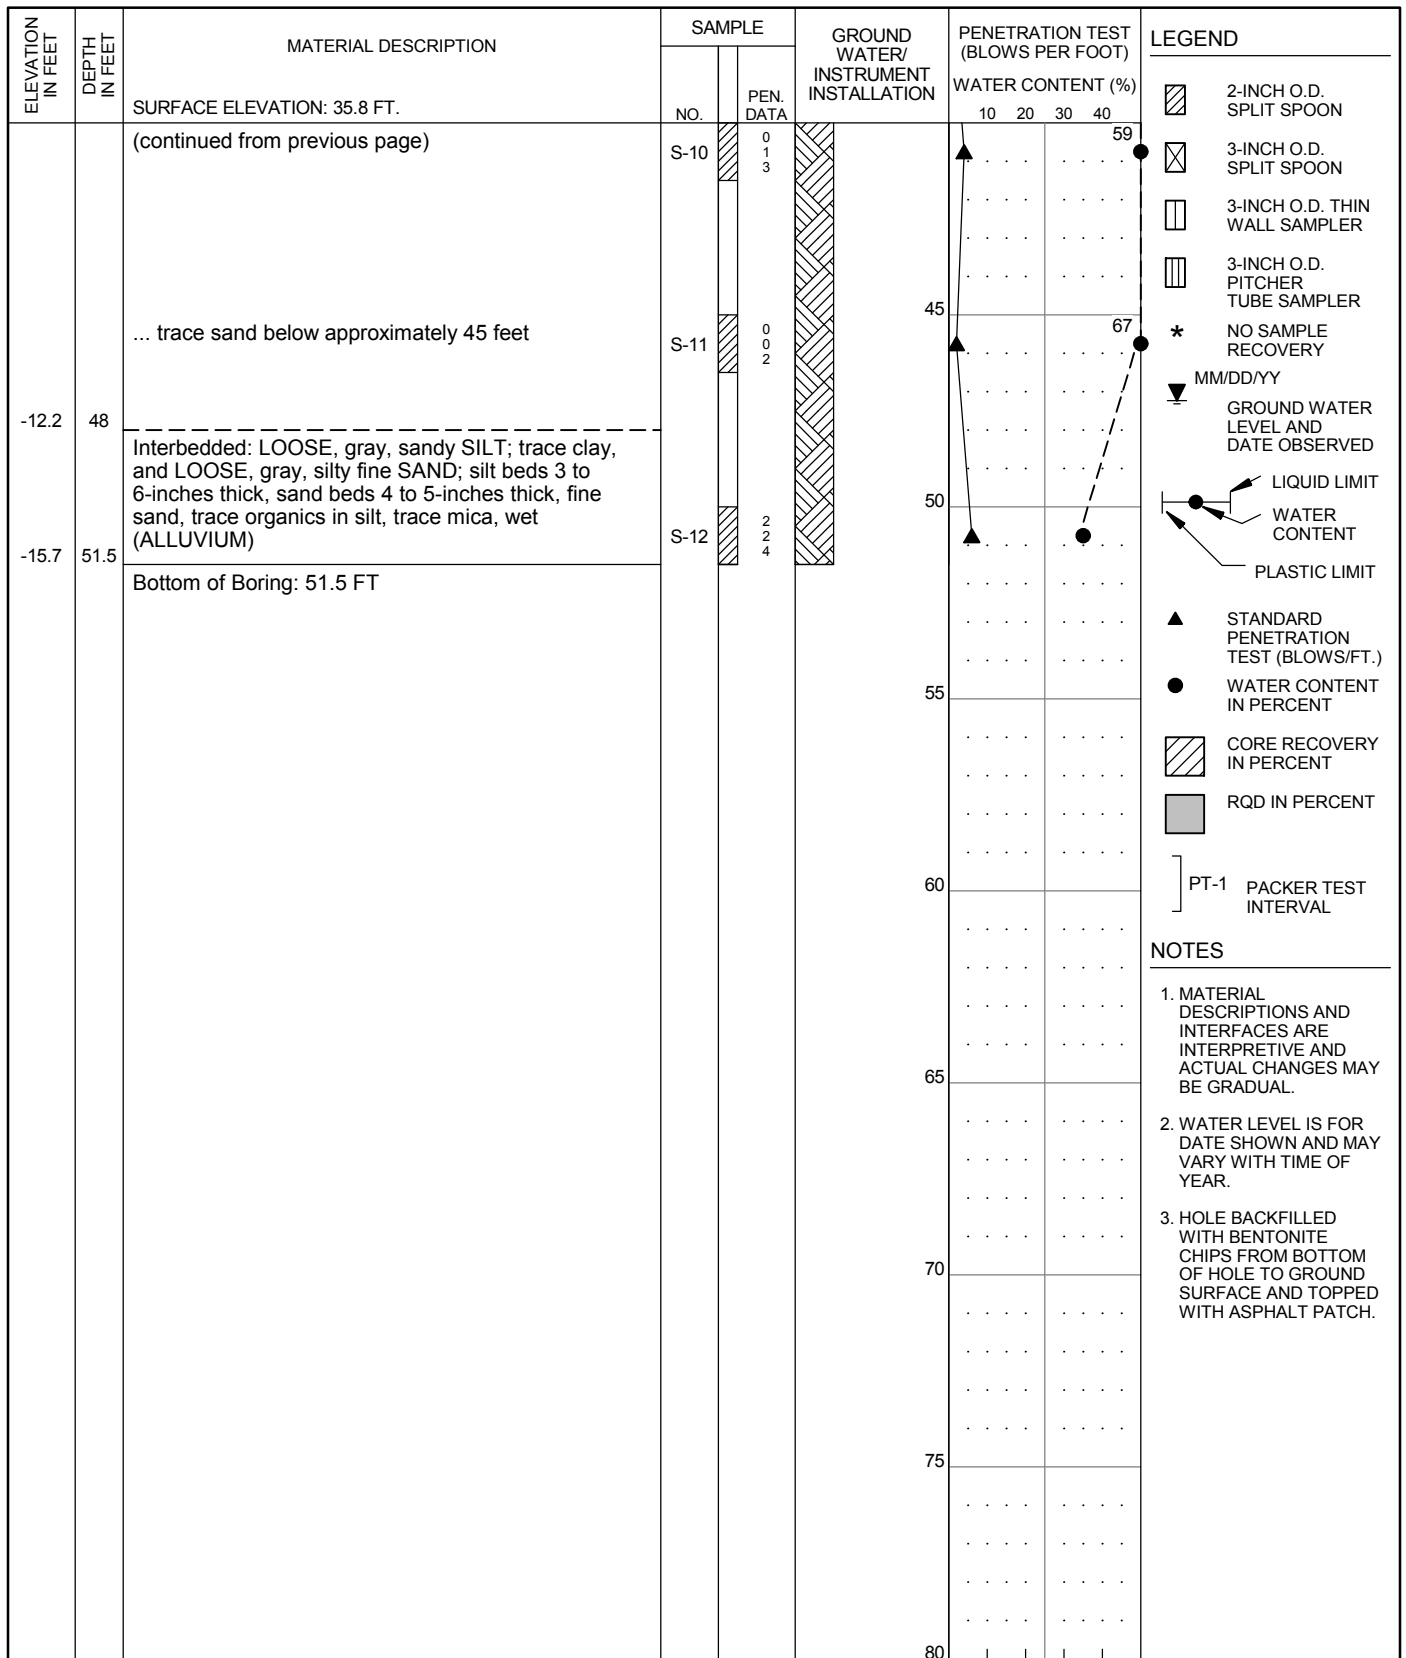 ELEVATION
IN FEET
DEPTH
IN FEET
MATERIAL DESCRIPTION
SURFACE ELEVATION: 35.8 FT.
SAMPLE
NO.
PEN.
DATA
GROUND
WATER/
INSTRUMENT
INSTALLATION
PENETRATION TEST
(BLOWS PER FOOT)
WATER CONTENT (%)
10 20 30 40
(continued from previous page)
S-10
0
1
3
59
45
... trace sand below approximately 45 feet
S-11
0
0
2
67
-12.2 48
Interbedded: LOOSE, gray, sandy SILT; trace clay,
and LOOSE, gray, silty fine SAND; silt beds 3 to
6-inches thick, sand beds 4 to 5-inches thick, fine
sand, trace organics in silt, trace mica, wet
(ALLUVIUM)
50
S-12
2
2
4
-15.7 51.5
Bottom of Boring: 51.5 FT
55
60
65
70
75
80
LEGEND
2-INCH O.D.
SPLIT SPOON
3-INCH O.D.
SPLIT SPOON
3-INCH O.D. THIN
WALL SAMPLER
3-INCH O.D.
PITCHER
TUBE SAMPLER
* NO SAMPLE
RECOVERY
MM/DD/YY
GROUND WATER
LEVEL AND
DATE OBSERVED
LIQUID LIMIT
WATER
CONTENT
PLASTIC LIMIT
STANDARD
PENETRATION
TEST (BLOWS/FT.)
WATER CONTENT
IN PERCENT
CORE RECOVERY
IN PERCENT
RQD IN PERCENT
PT-1 PACKER TEST
INTERVAL
NOTES
1. MATERIAL
DESCRIPTIONS AND
INTERFACES ARE
INTERPRETIVE AND
ACTUAL CHANGES MAY
BE GRADUAL.
2. WATER LEVEL IS FOR
DATE SHOWN AND MAY
VARY WITH TIME OF
YEAR.
3. HOLE BACKFILLED
WITH BENTONITE
CHIPS FROM BOTTOM
OF HOLE TO GROUND
SURFACE AND TOPPED
WITH ASPHALT PATCH.